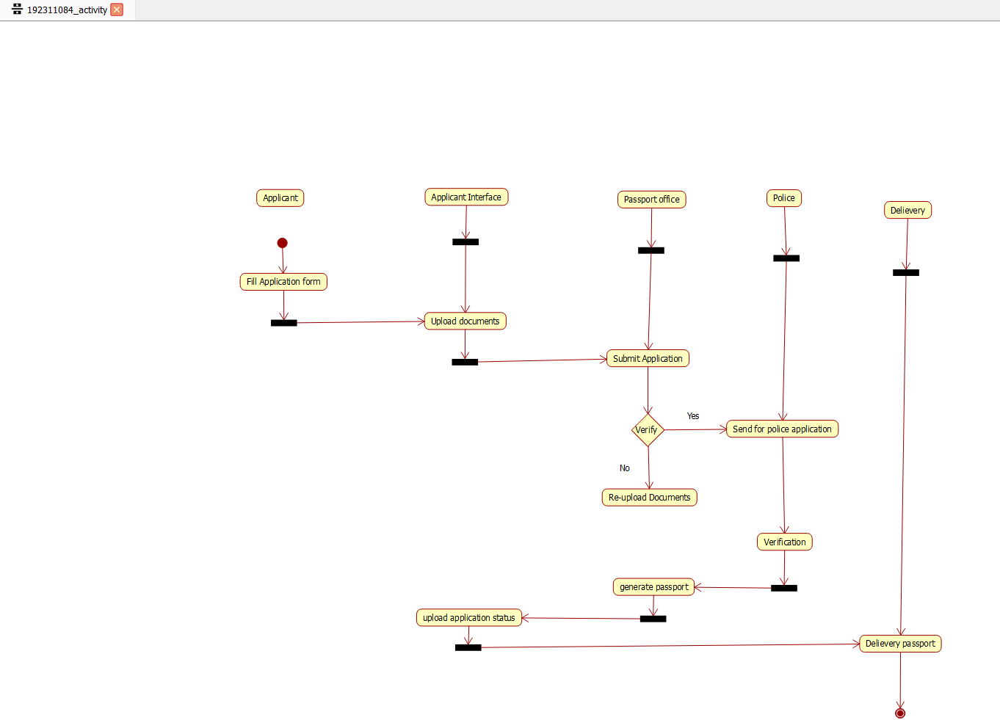 192311084_activity
Applicant
Applicant Interface
Passport office
Police
Delievery
Fill Application form
Upload documents
Submit Application
Verify
Yes
Send for police application
No
Re-upload Documents
Verification
generate passport
upload application status
Delievery passport